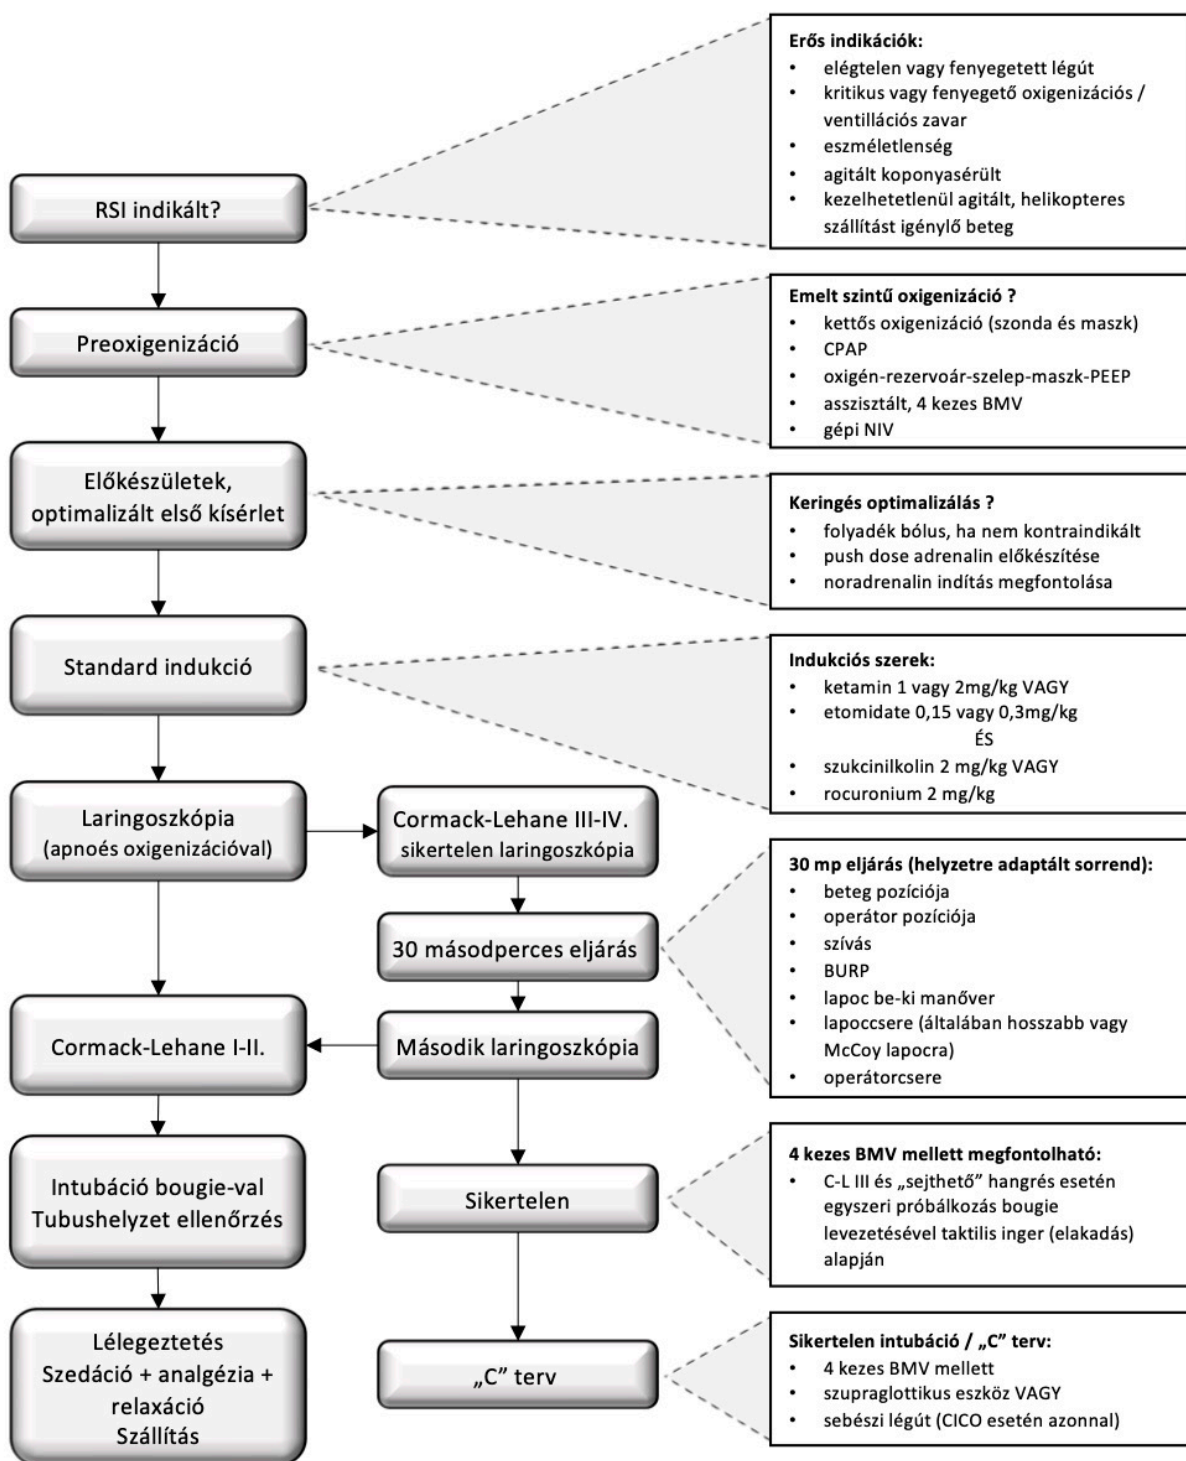 RSI indikált?
Erős indikációk:
• elégtelen vagy fenyegetett légút
• kritikus vagy fenyegető oxigenizációs /
ventillációs zavar
• eszméletlenség
• agitált koponyasérült
• kezelhetetlenül agitált, helikopteres
szállítást igénylő beteg
Preoxigenizáció
Emelt szintű oxigenizáció ?
• kettős oxigenizáció (szonda és maszk)
• CPAP
• oxigén-rezervoár-szelep-maszk-PEEP
• asszisztált, 4 kezes BMV
• gépi NIV
Előkészületek,
optimalizált első kísérlet
Keringés optimalizálás ?
• folyadék bólus, ha nem kontraindikált
• push dose adrenalin előkészítése
• noradrenalin indítás megfontolása
Standard indukció
Indukciós szerek:
• ketamin 1 vagy 2mg/kg VAGY
• etomidate 0,15 vagy 0,3mg/kg
ÉS
• szukcinilkolin 2 mg/kg VAGY
• rocuronium 2 mg/kg
Laringoszkópia
(apnoés oxigenizációval)
Cormack-Lehane III-IV.
sikertelen laringoszkópia
30 másodperces eljárás
30 mp eljárás (helyzetre adaptált sorrend):
• beteg pozíciója
• operátor pozíciója
• szívás
• BURP
• lapoc be-ki manőver
• lapoccsere (általában hosszabb vagy
McCoy lapocra)
• operátorcsere
Második laringoszkópia
Cormack-Lehane I-II.
Intubáció bougie-val
Tubushelyzet ellenőrzés
Sikertelen
4 kezes BMV mellett megfontolható:
• C-L III és „sejthető” hangrés esetén
egyszeri próbálkozás bougie
levezetésével taktilis inger (elakadás)
alapján
Lélegeztetés
Szedáció + analgézia +
relaxáció
Szállítás
„C” terv
Sikertelen intubáció / „C” terv:
• 4 kezes BMV mellett
• szupraglottikus eszköz VAGY
• sebészi légút (CICO esetén azonnal)